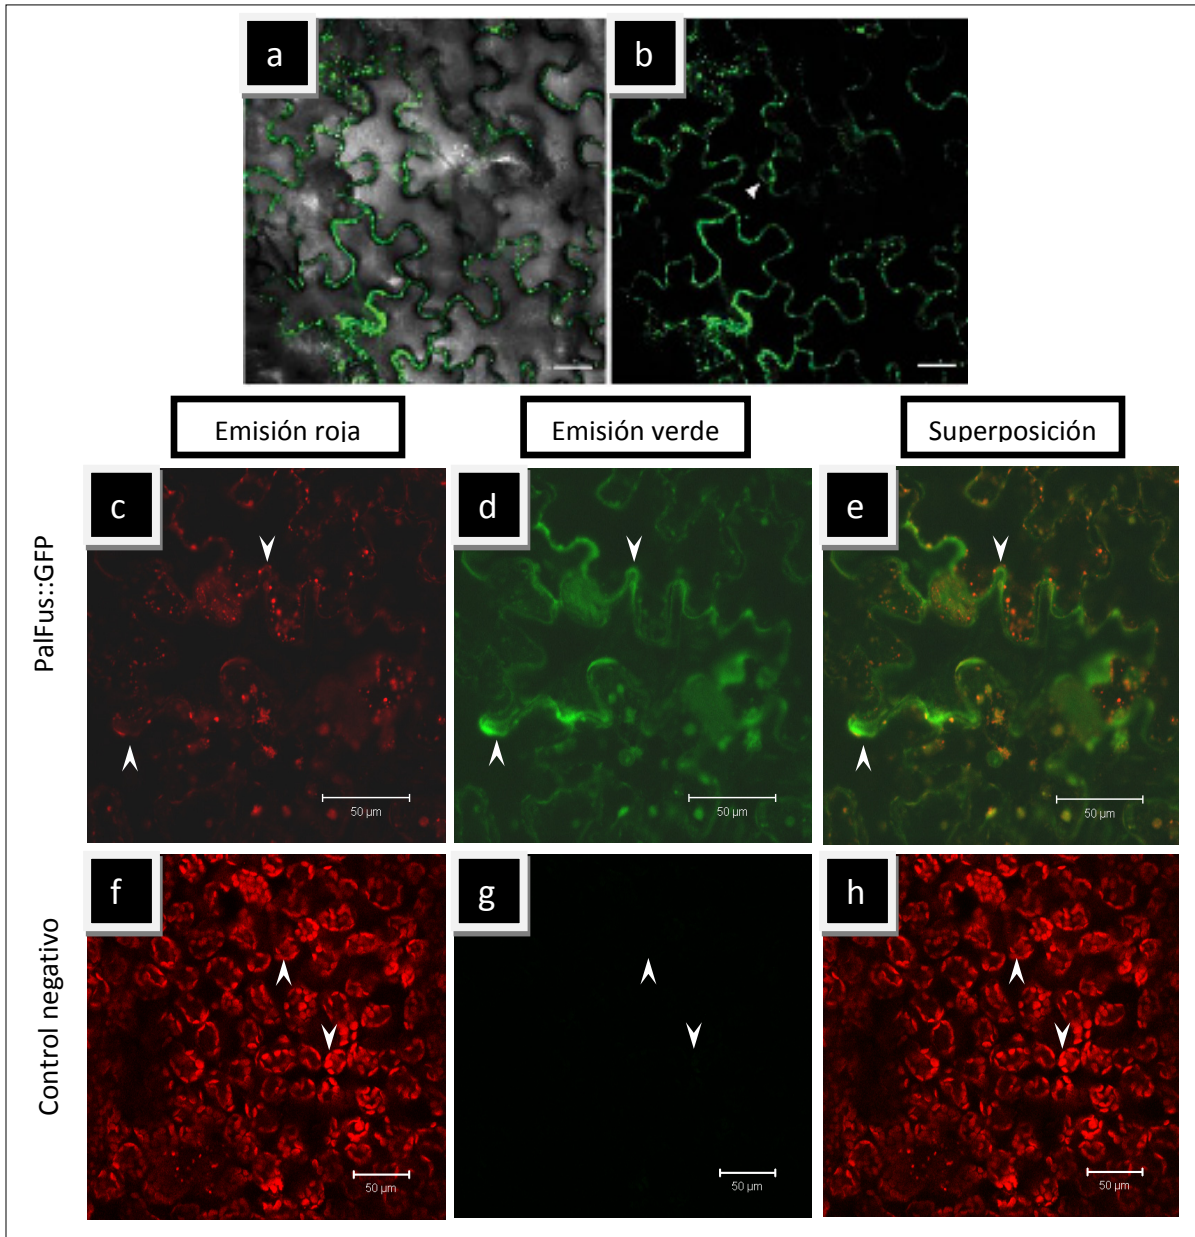 a
b
Emisión roja
Emisión verde
Superposición
PalFus::GFP
c
d
e
50 µm
50 µm
50 µm
Control negativo
f
g
h
50 µm
50 µm
50 µm